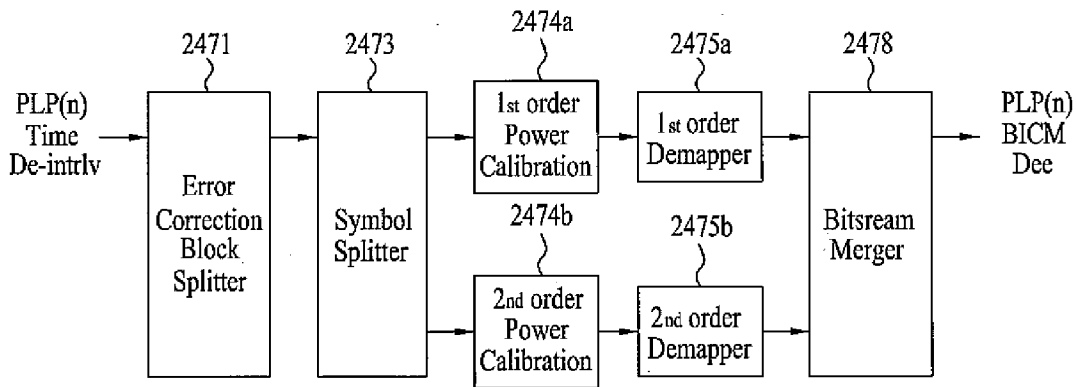 2471
2473
2474a
2475a
2478
PLP(n)
Time
De-intrlv
Error
Correction
Block
Splitter
Symbol
Splitter
1st order
Power
Calibration
1st order
Demapper
2474b
2475b
2nd order
Power
Calibration
2nd order
Demapper
Bitsream
Merger
PLP(n)
BICM
Dee